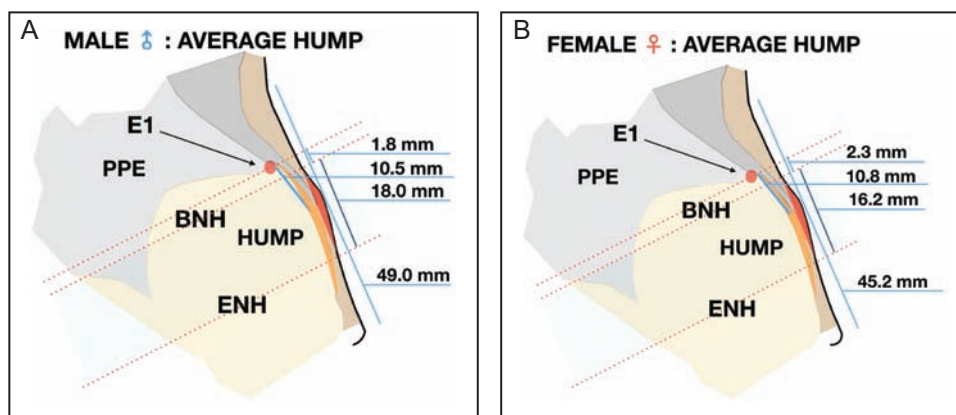 A
MALE ♂ : AVERAGE HUMP
E1
PPE
BNH
HUMP
ENH
1.8 mm
10.5 mm
18.0 mm
49.0 mm
B
FEMALE ♀ : AVERAGE HUMP
E1
PPE
BNH
HUMP
ENH
2.3 mm
10.8 mm
16.2 mm
45.2 mm